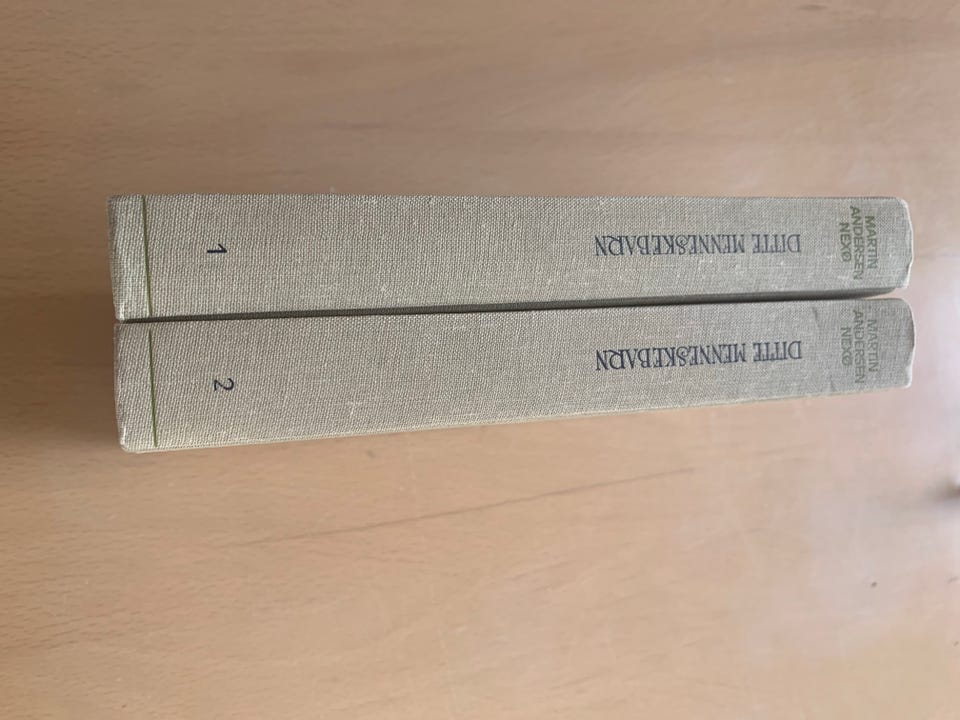 MARTIN
ANDERSEN
NEXØ
DITTE MENNESKEBARN
1
MARTIN
ANDERSEN
NEXØ
DITTE MENNESKEBARN
2